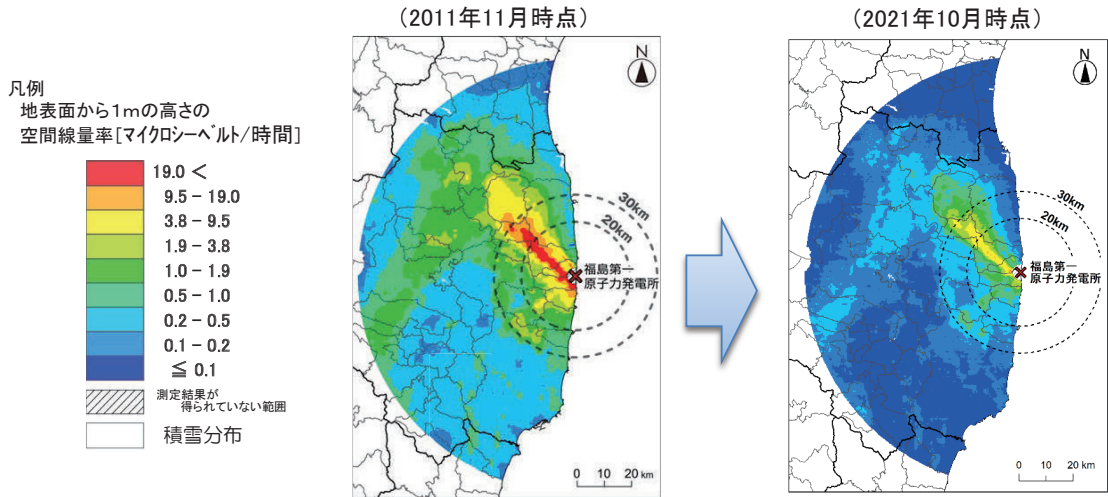 (2011年11月時点)
(2021年10月時点)
凡例
地表面から1mの高さの
空間線量率[マイクロシーベルト/時間]
19.0 <
9.5 - 19.0
3.8 - 9.5
1.9 - 3.8
1.0 - 1.9
0.5 - 1.0
0.2 - 0.5
0.1 - 0.2
≦ 0.1
測定結果が
得られていない範囲
積雪分布
N
30km
20km
福島第一
原子力発電所
0 10 20 km
N
30km
20km
福島第一
原子力発電所
0 10 20 km